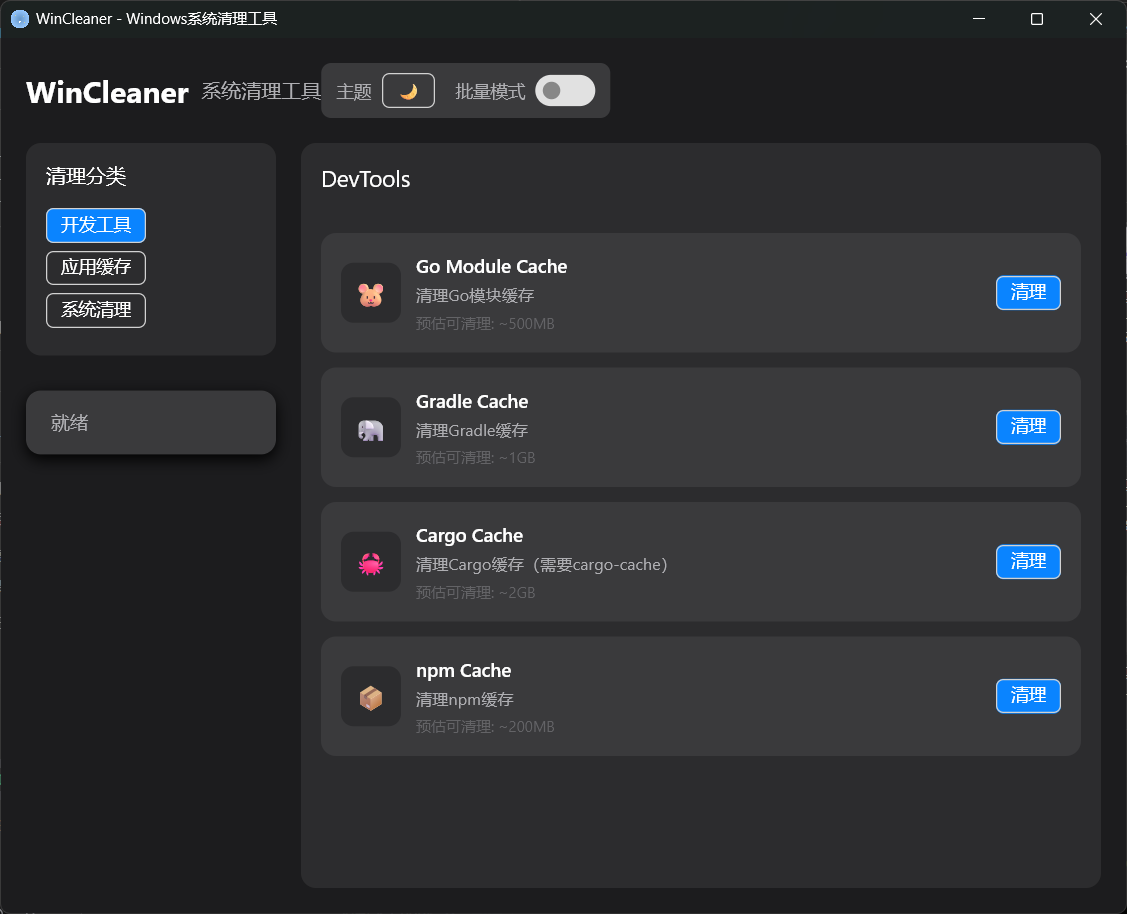 WinCleaner - Windows系统清理工具
WinCleaner 系统清理工具 主题 批量模式
清理分类
开发工具
应用缓存
系统清理
就绪
DevTools
Go Module Cache
清理Go模块缓存
预估可清理: ~500MB
清理
Gradle Cache
清理Gradle缓存
预估可清理: ~1GB
清理
Cargo Cache
清理Cargo缓存（需要cargo-cache）
预估可清理: ~2GB
清理
npm Cache
清理npm缓存
预估可清理: ~200MB
清理